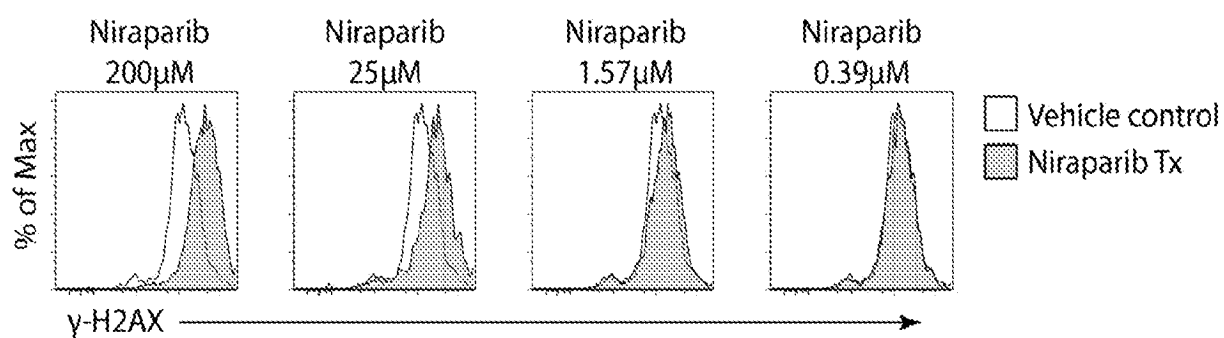 Niraparib
200µM
Niraparib
25µM
Niraparib
1.57µM
Niraparib
0.39µM
Vehicle control
Niraparib Tx
% of Max
γ-H2AX